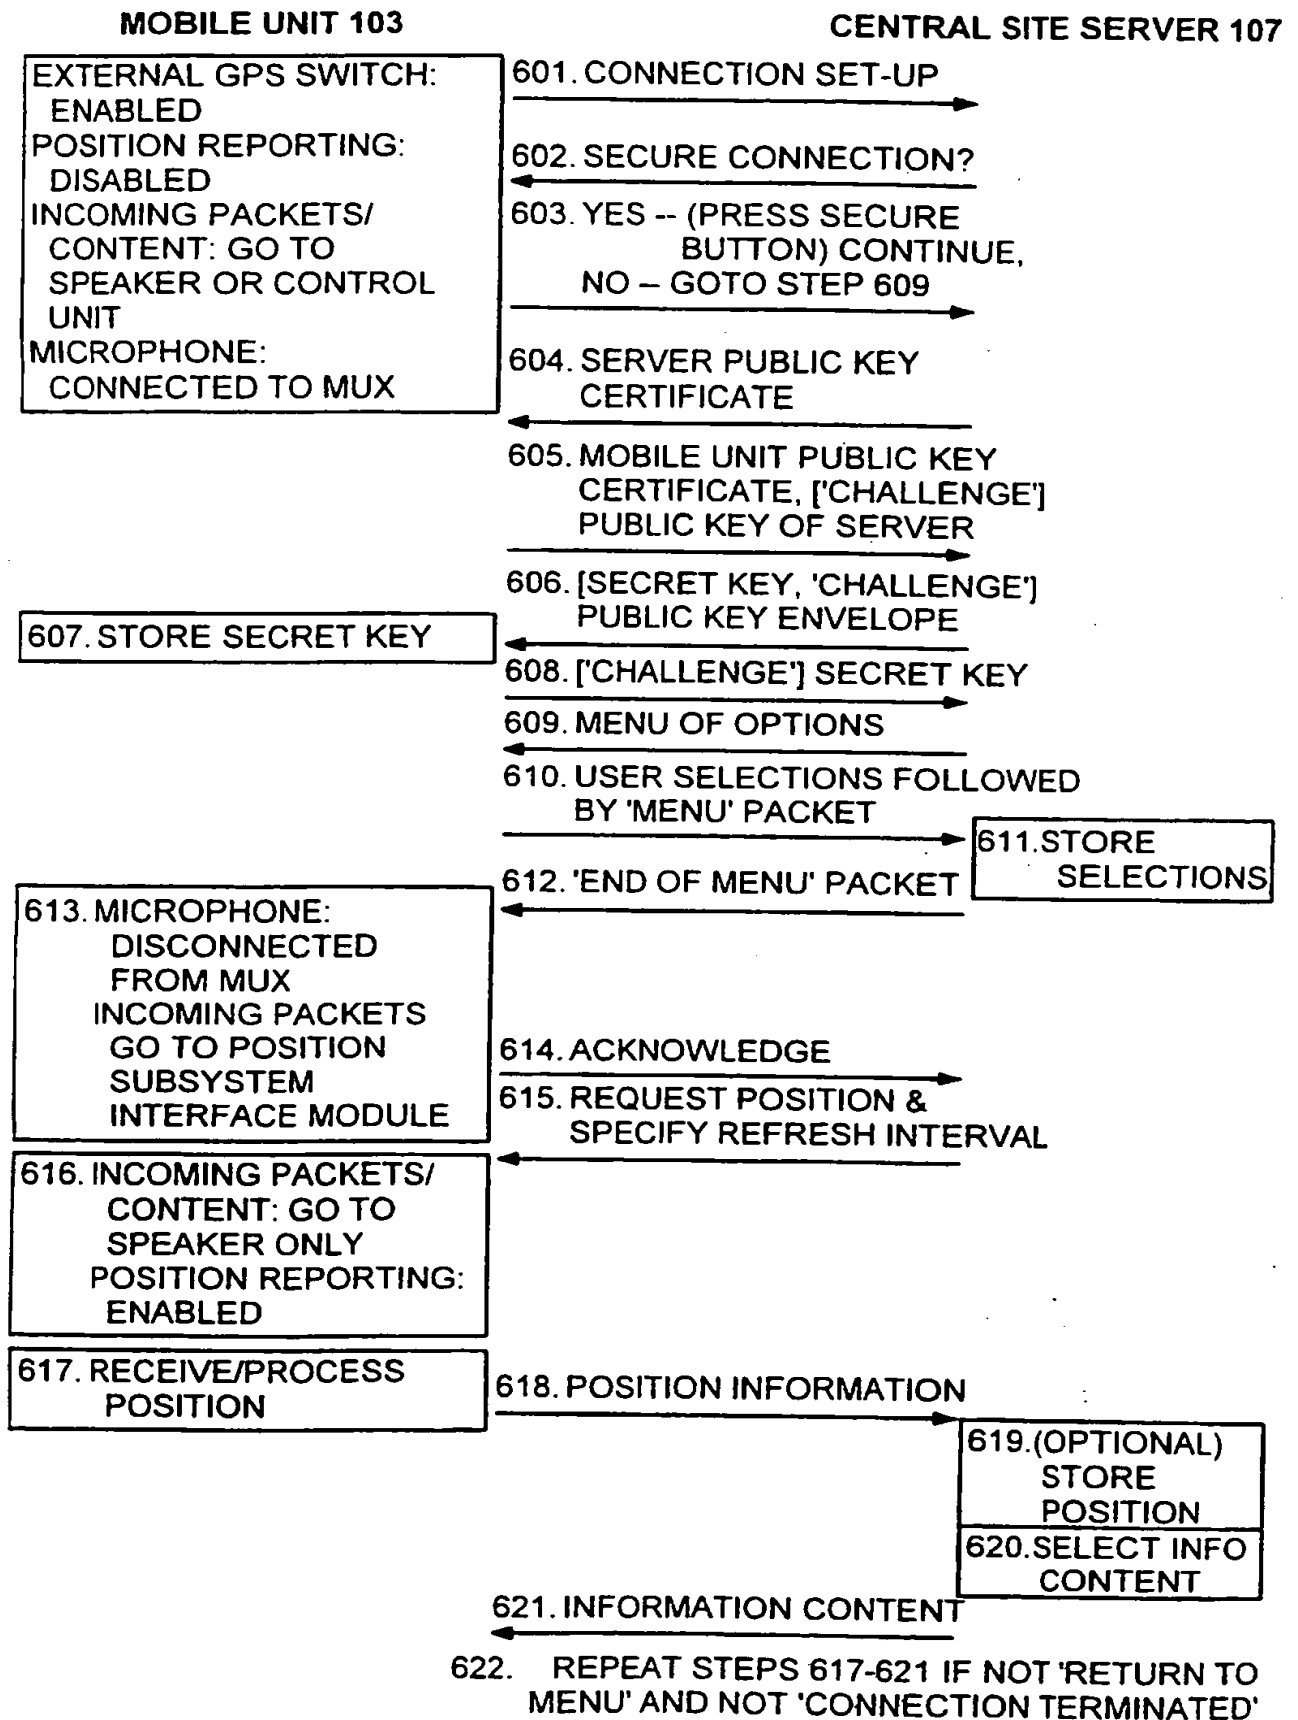 MOBILE UNIT 103
CENTRAL SITE SERVER 107
EXTERNAL GPS SWITCH:
ENABLED
POSITION REPORTING:
DISABLED
INCOMING PACKETS/
CONTENT: GO TO
SPEAKER OR CONTROL
UNIT
MICROPHONE:
CONNECTED TO MUX
601. CONNECTION SET-UP
602. SECURE CONNECTION?
603. YES -- (PRESS SECURE
BUTTON) CONTINUE,
NO – GOTO STEP 609
604. SERVER PUBLIC KEY
CERTIFICATE
605. MOBILE UNIT PUBLIC KEY
CERTIFICATE, ['CHALLENGE']
PUBLIC KEY OF SERVER
606. [SECRET KEY, 'CHALLENGE']
PUBLIC KEY ENVELOPE
607. STORE SECRET KEY
608. ['CHALLENGE'] SECRET KEY
609. MENU OF OPTIONS
610. USER SELECTIONS FOLLOWED
BY 'MENU' PACKET
611. STORE
SELECTIONS
612. 'END OF MENU' PACKET
613. MICROPHONE:
DISCONNECTED
FROM MUX
INCOMING PACKETS
GO TO POSITION
SUBSYSTEM
INTERFACE MODULE
614. ACKNOWLEDGE
615. REQUEST POSITION &
SPECIFY REFRESH INTERVAL
616. INCOMING PACKETS/
CONTENT: GO TO
SPEAKER ONLY
POSITION REPORTING:
ENABLED
617. RECEIVE/PROCESS
POSITION
618. POSITION INFORMATION
619. (OPTIONAL)
STORE
POSITION
620. SELECT INFO
CONTENT
621. INFORMATION CONTENT
622. REPEAT STEPS 617-621 IF NOT 'RETURN TO
MENU' AND NOT 'CONNECTION TERMINATED'